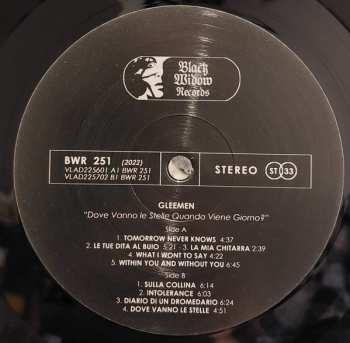 Black
Widow
Records
BWR 251 (2022)
VLAD225601 A1 BWR 251
VLAD225702 B1 BWR 251
STEREO ST 33
GLEEMEN
"Dove Vanno le Stelle Quando Viene Giorno?"
Side A
1. TOMORROW NEVER KNOWS 4:37
2. LE TUE DITA AL BUIO 5:21 - 3. LA MIA CHITARRA 2:39
4. WHAT I WONT TO SAY 4:22
5. WITHIN YOU AND WITHOUT YOU 6:45
Side B
1. SULLA COLLINA 6:14
2. INTOLERANCE 6:03
3. DIARIO DI UN DROMEDARIO 6:24
4. DOVE VANNO LE STELLE 4:51